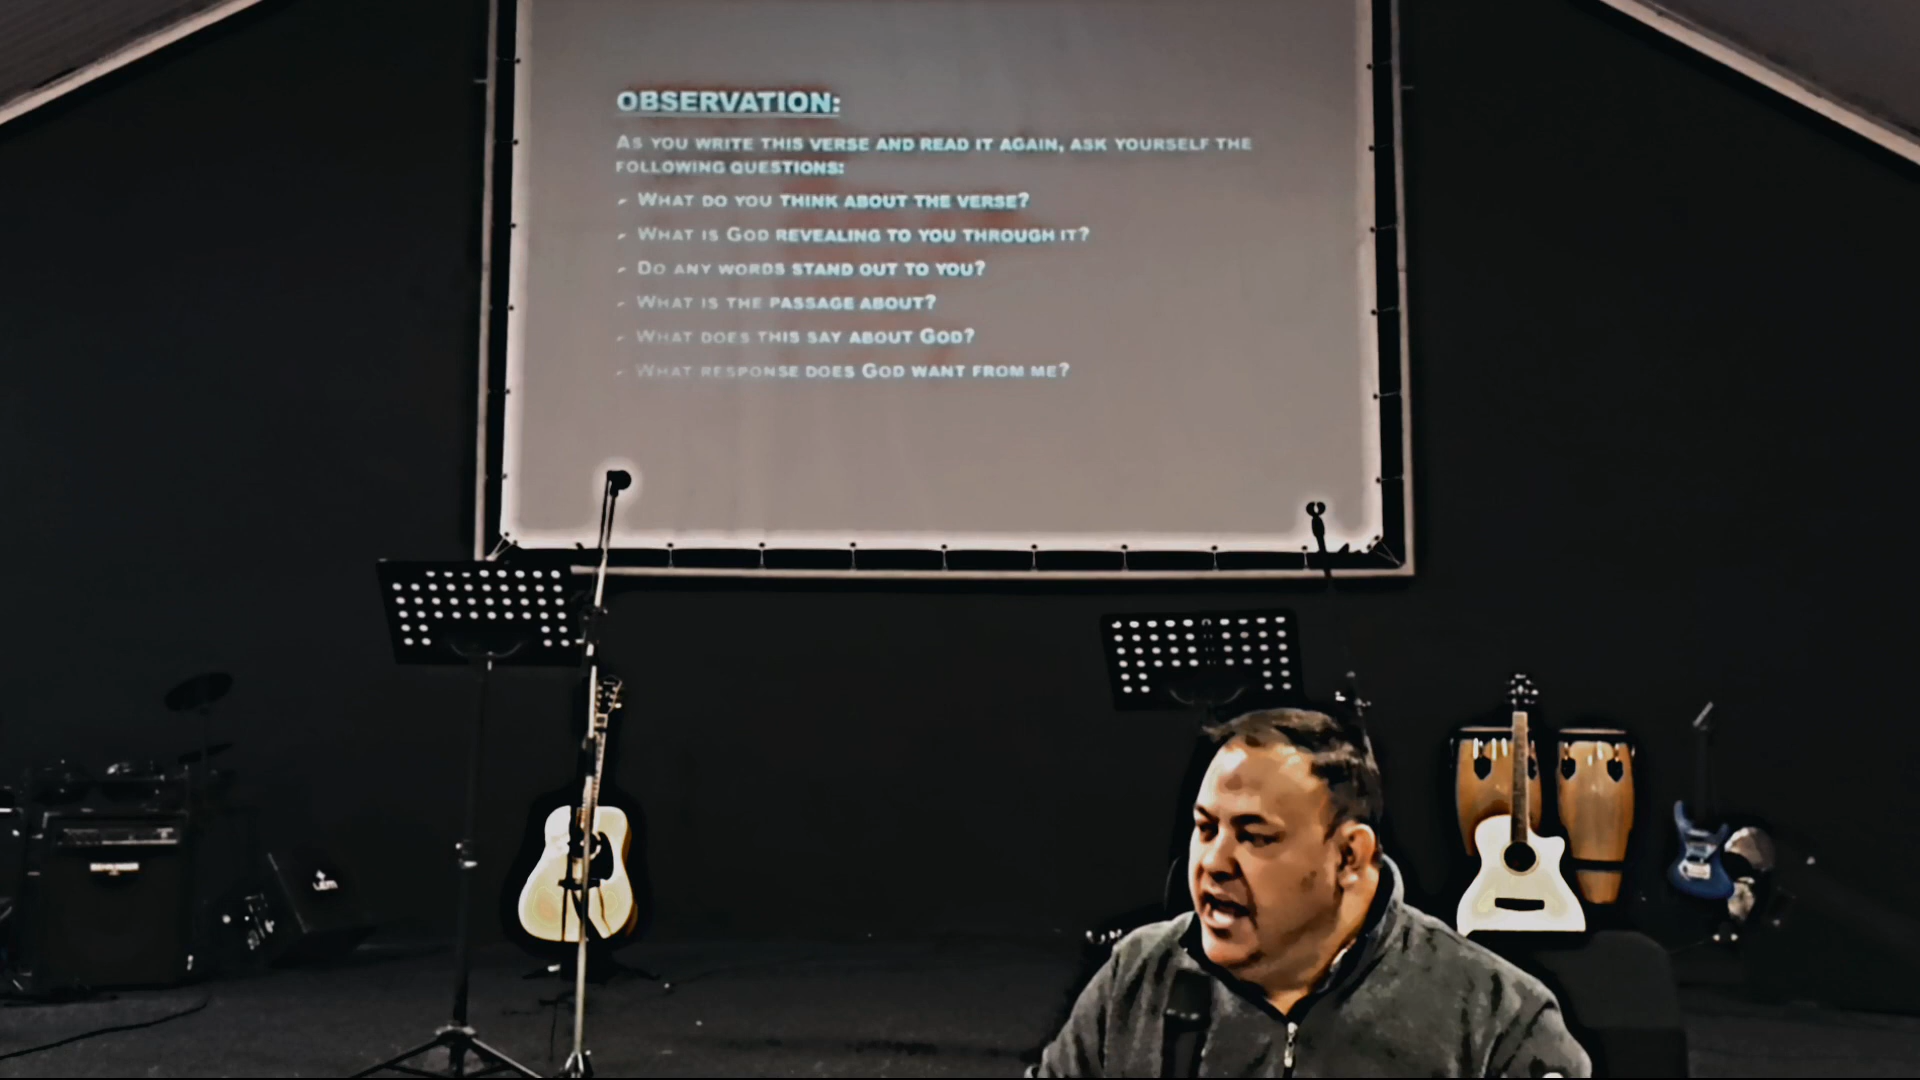 OBSERVATION:
AS YOU WRITE THIS VERSE AND READ IT AGAIN, ASK YOURSELF THE
FOLLOWING QUESTIONS:
WHAT DO YOU THINK ABOUT THE VERSE?
WHAT IS GOD REVEALING TO YOU THROUGH IT?
DO ANY WORDS STAND OUT TO YOU?
WHAT IS THE PASSAGE ABOUT?
WHAT DOES THIS SAY ABOUT GOD?
WHAT RESPONSE DOES GOD WANT FROM ME?
BEHRINGER